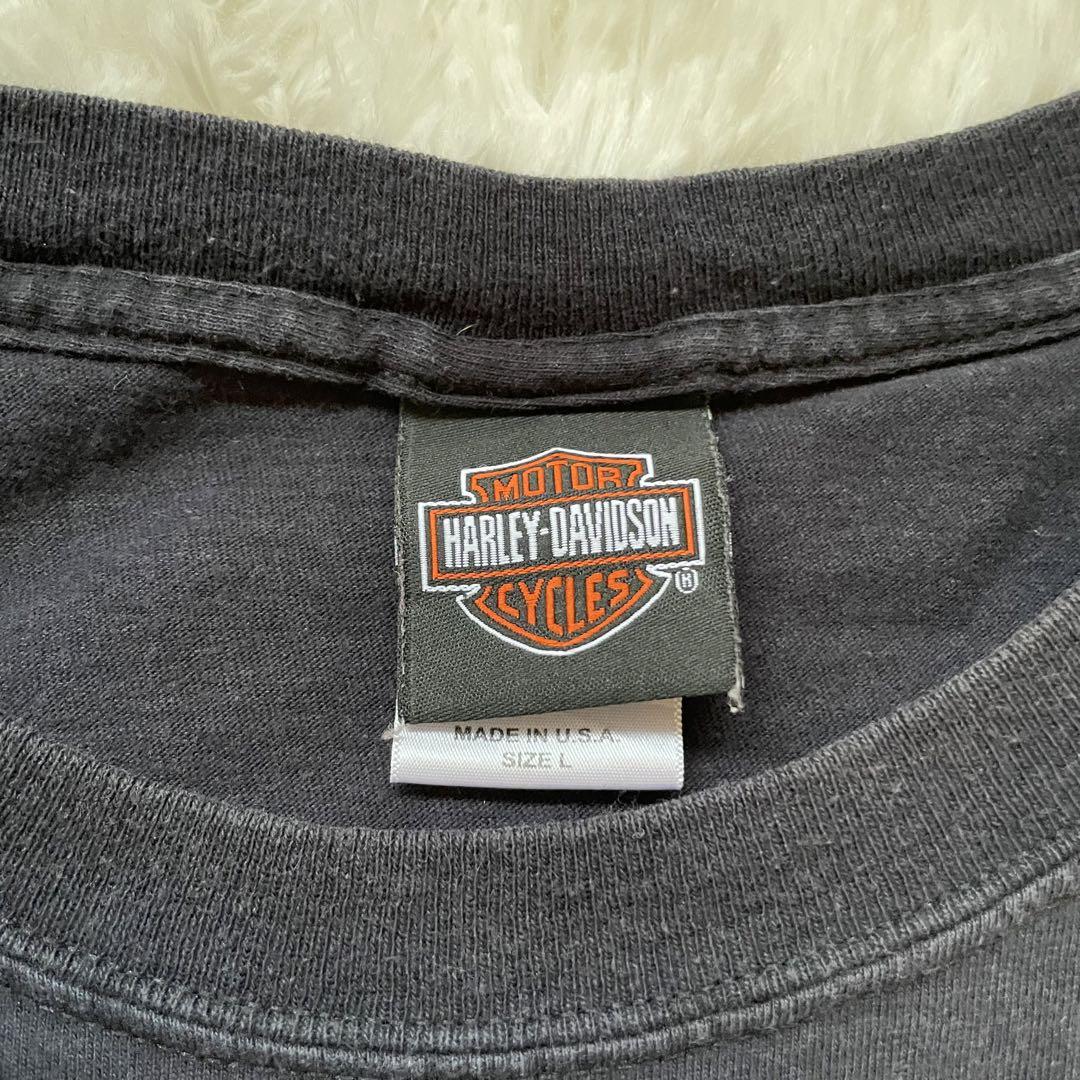 MOTOR
HARLEY-DAVIDSON
CYCLES
®
MADE IN U.S.A.
SIZE L